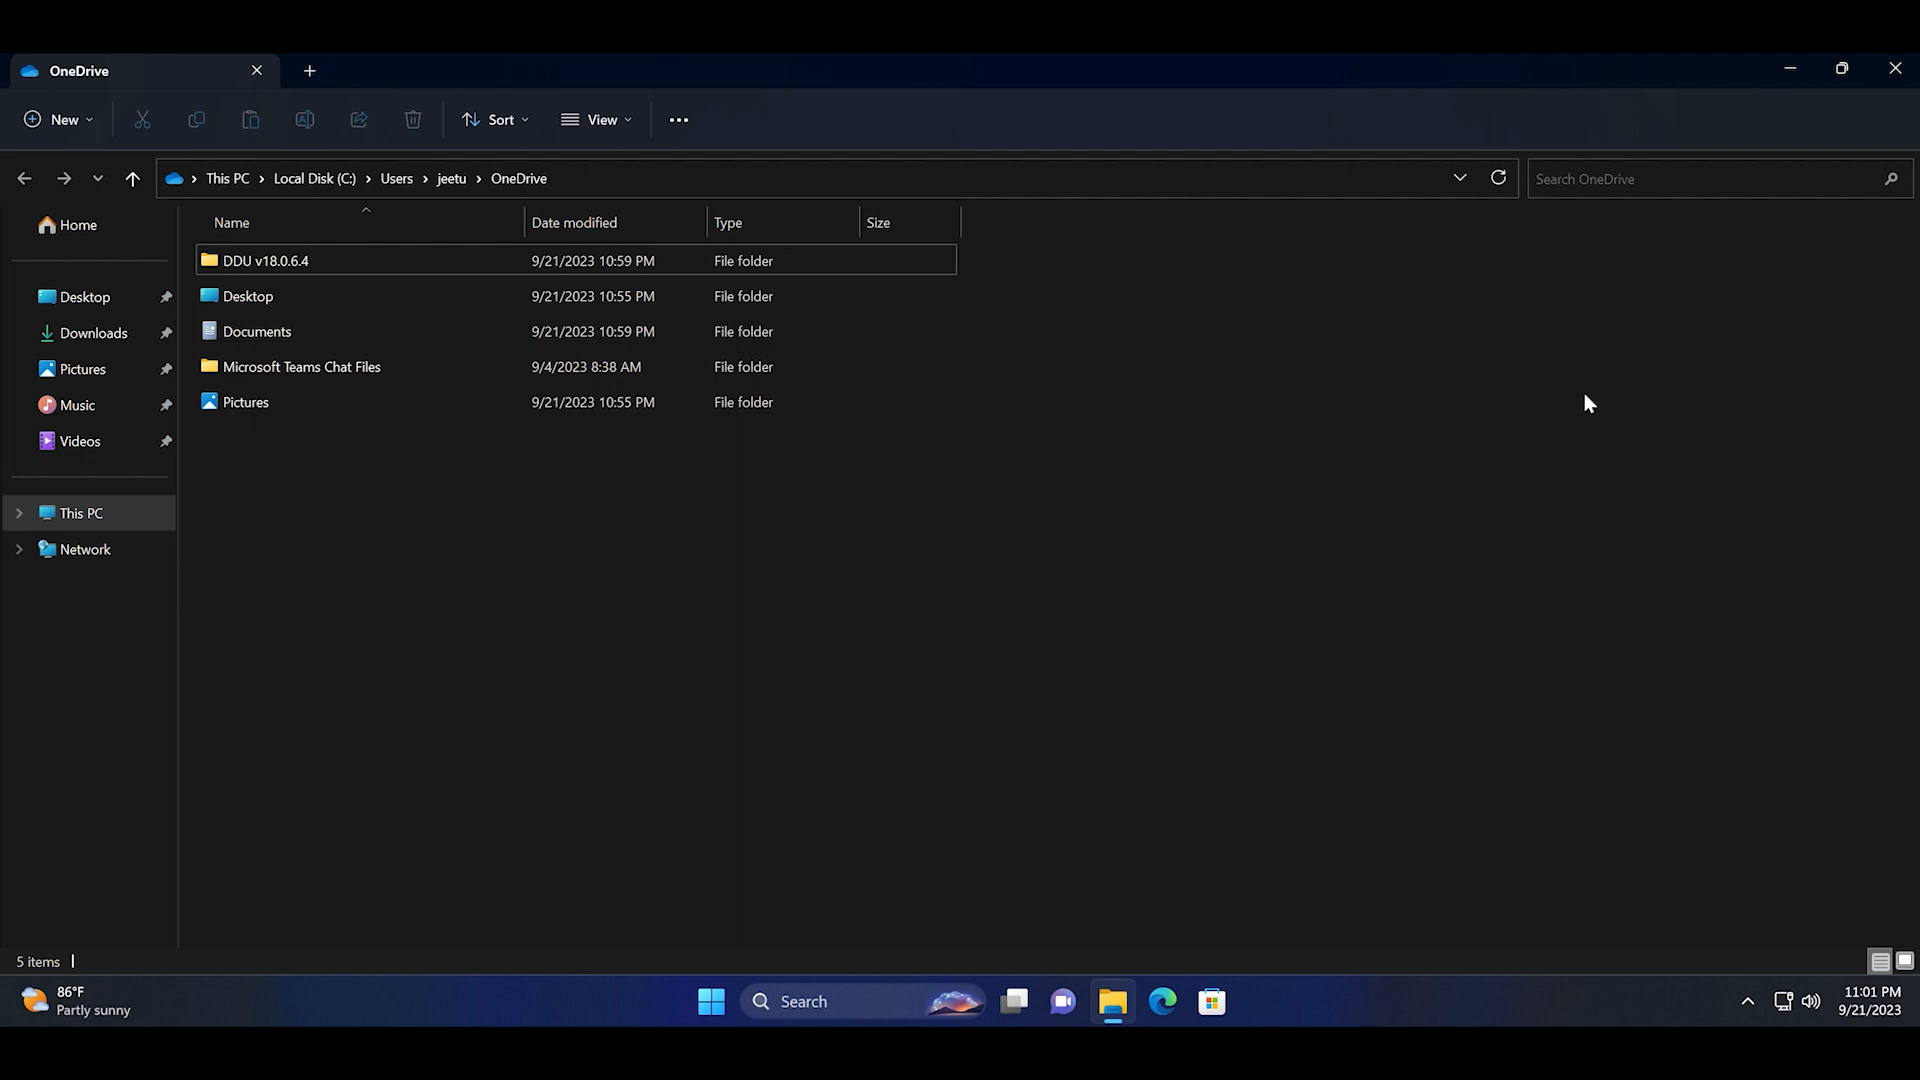 OneDrive
New
Sort
View
This PC > Local Disk (C:) > Users > jeetu > OneDrive
Search OneDrive
Home
Desktop
Downloads
Pictures
Music
Videos
This PC
Network
Name Date modified Type Size
DDU v18.0.6.4 9/21/2023 10:59 PM File folder
Desktop 9/21/2023 10:55 PM File folder
Documents 9/21/2023 10:59 PM File folder
Microsoft Teams Chat Files 9/4/2023 8:38 AM File folder
Pictures 9/21/2023 10:55 PM File folder
5 items
86°F
Partly sunny
Search
11:01 PM
9/21/2023